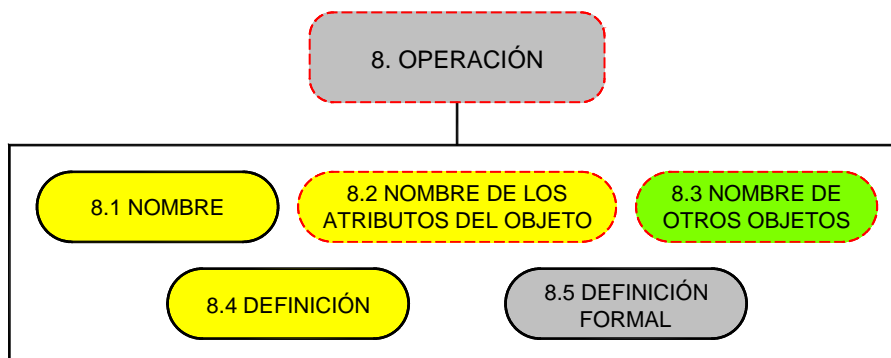 8. OPERACIÓN
8.1 NOMBRE
8.2 NOMBRE DE LOS
ATRIBUTOS DEL OBJETO
8.3 NOMBRE DE
OTROS OBJETOS
8.4 DEFINICIÓN
8.5 DEFINICIÓN
FORMAL